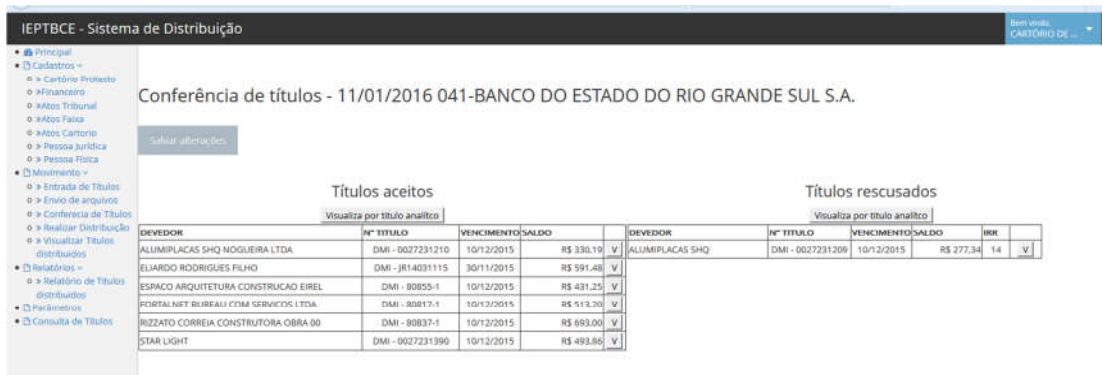 IEPTBCE - Sistema de Distribuição
Bem vindo,
CARTÓRIO DE ...
Principal
Cadastros
» Cartório Protesto
»Financeiro
»Atos Tribunal
»Atos Faixa
»Atos Cartorio
» Pessoa Jurídica
» Pessoa Física
Movimento
» Entrada de Títulos
» Envio de arquivos
» Conferecia de Títulos
» Realizar Distribuição
» Visualizar Titulos
distribuidos
Relatórios
» Relatório de Titulos
distribuidos
Parâmetros
Consulta de Títulos
Conferência de títulos - 11/01/2016 041-BANCO DO ESTADO DO RIO GRANDE SUL S.A.
Salvar alterações
Títulos aceitos
Visualiza por título analítco
DEVEDOR N° TITULO VENCIMENTO SALDO
ALUMIPLACAS SHQ NOGUEIRA LTDA DMI - 0027231210 10/12/2015 R$ 330,19 V
ELIARDO RODRIGUES FILHO DMI - JR14031115 30/11/2015 R$ 591,48 V
ESPACO ARQUITETURA CONSTRUCAO EIREL DMI - 80855-1 10/12/2015 R$ 431,25 V
FORTALNET BUREAU COM SERVICOS LTDA DMI - 80817-1 10/12/2015 R$ 513,20 V
RIZZATO CORREIA CONSTRUTORA OBRA 00 DMI - 80837-1 10/12/2015 R$ 693,00 V
STAR LIGHT DMI - 0027231390 10/12/2015 R$ 493,86 V
Títulos rescusados
Visualiza por título analítco
DEVEDOR N° TITULO VENCIMENTO SALDO IRR
ALUMIPLACAS SHQ DMI - 0027231209 10/12/2015 R$ 277,34 14 V